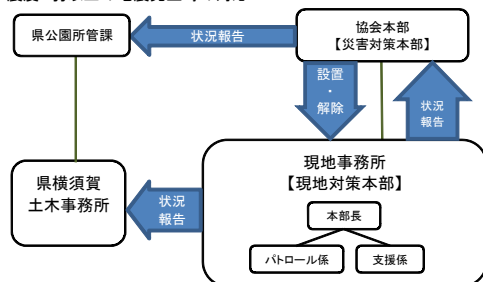 県公園所管課
状況報告
協会本部
【災害対策本部】
設置
・
解除
状況
報告
県横須賀
土木事務所
状況
報告
現地事務所
【現地対策本部】
本部長
パトロール係
支援係